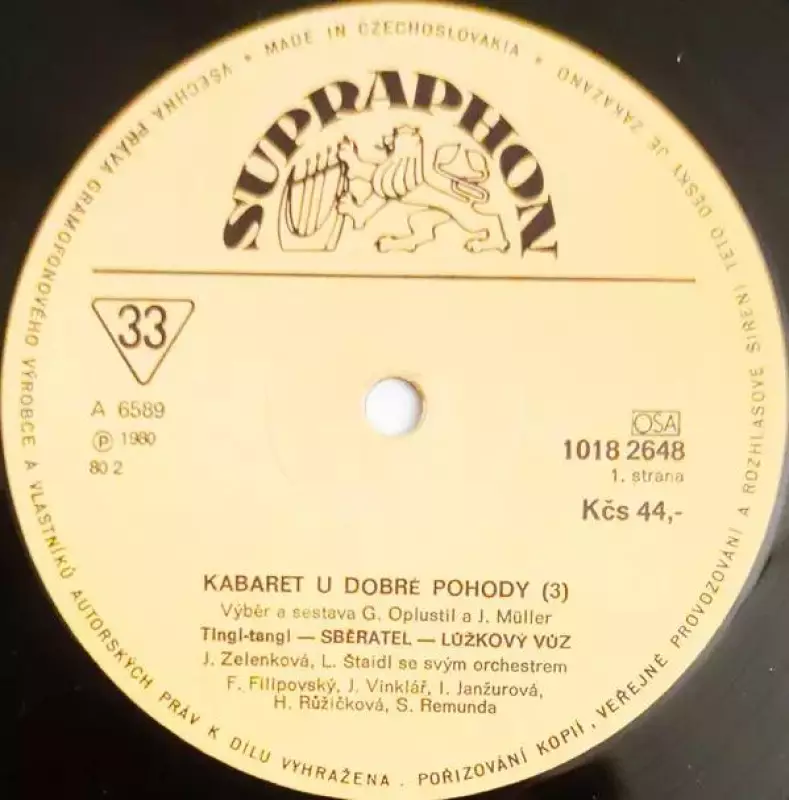 VŠECHNA PRÁVA GRAMOFONOVÉHO VÝROBCE A VLASTNÍKŮ AUTORSKÝCH PRÁV K DÍLU VYHRAŽENA. POŘIZOVÁNÍ KOPIÍ, VEŘEJNÉ PROVOZOVÁNÍ A ROZHLASOVÉ ŠÍŘENÍ TÉTO DESKY JE ZAKÁZÁNO
• MADE IN CZECHOSLOVAKIA •
SUPRAPHON
33
A 6589
Ⓟ 1980
80 2
OSA
1018 2648
1. strana
Kčs 44,-
KABARET U DOBRÉ POHODY (3)
Výběr a sestava G. Oplustil a J. Müller
Tingl-tangl — SBĚRATEL — LŮŽKOVÝ VŮZ
J. Zelenková, L. Štaidl se svým orchestrem
F. Filipovský, J. Vinklář, I. Janžurová,
H. Růžičková, S. Remunda